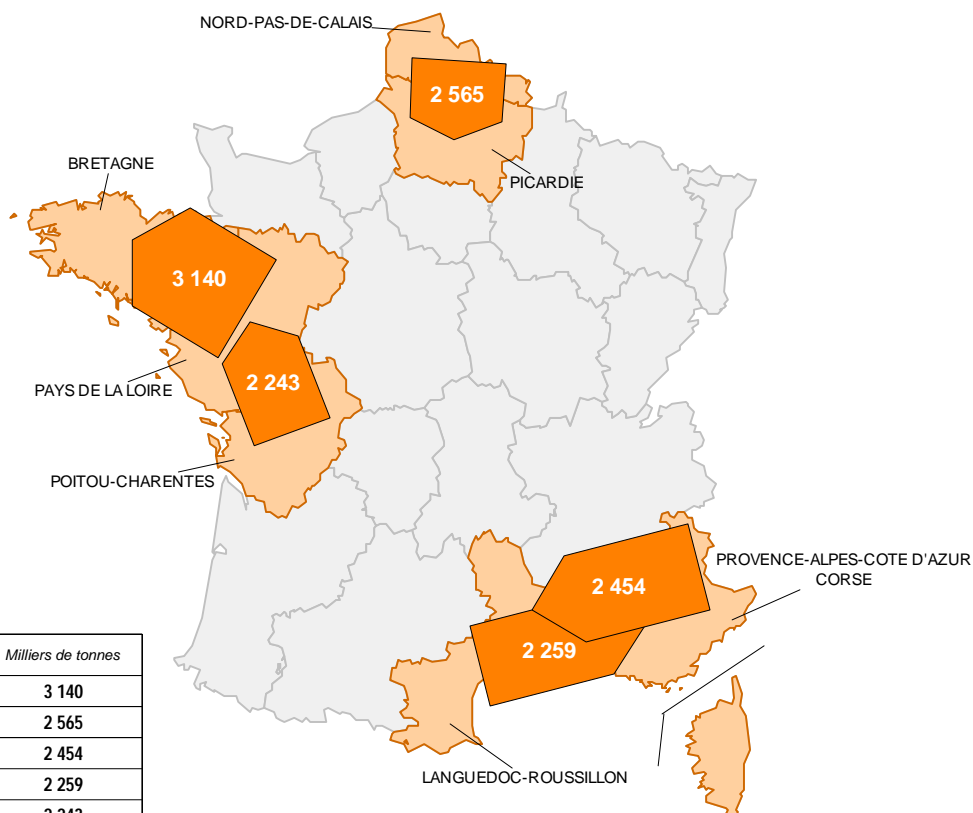 NORD-PAS-DE-CALAIS
2 565
BRETAGNE
PICARDIE
3 140
2 243
PAYS DE LA LOIRE
POITOU-CHARENTES
PROVENCE-ALPES-COTE D'AZUR
CORSE
2 454
2 259
LANGUEDOC-ROUSSILLON
Milliers de tonnes
3 140
2 565
2 454
2 259
2 243